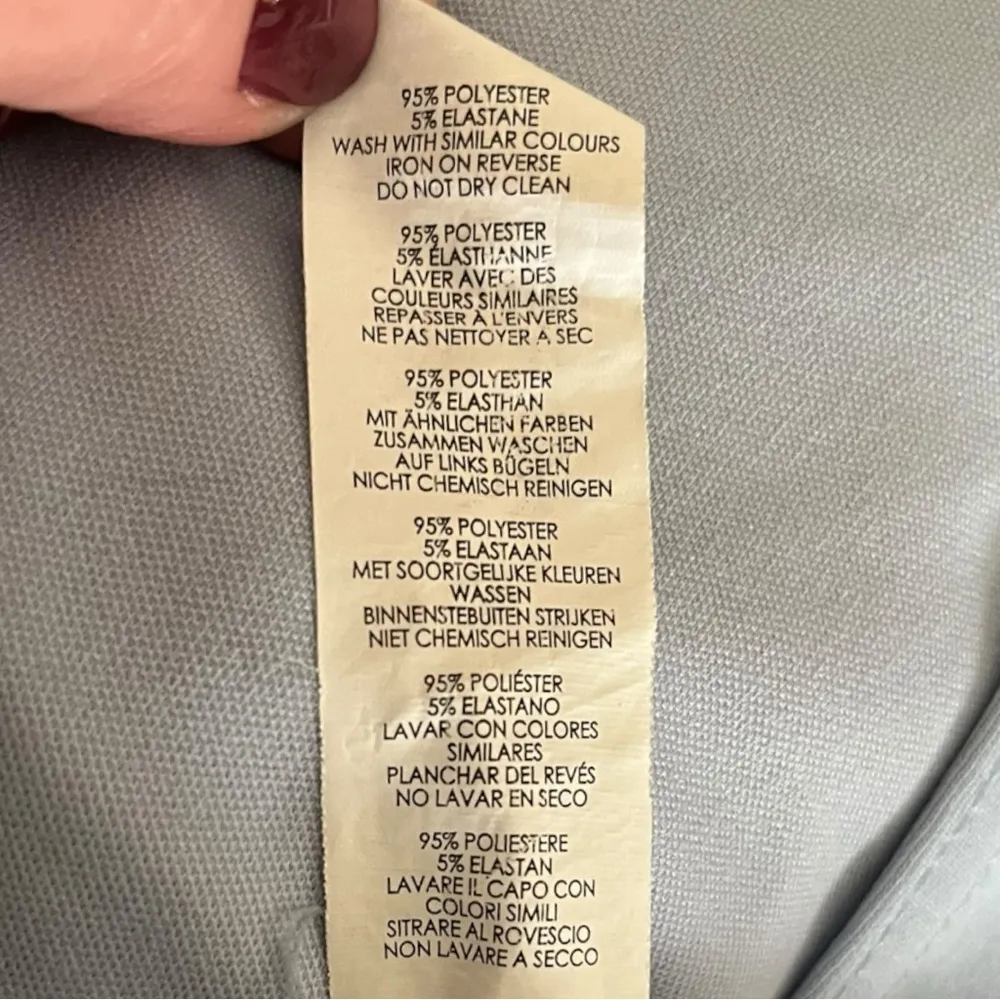 95% POLYESTER
5% ELASTANE
WASH WITH SIMILAR COLOURS
IRON ON REVERSE
DO NOT DRY CLEAN
95% POLYESTER
5% ÉLASTHANNE
LAVER AVEC DES
COULEURS SIMILAIRES
REPASSER À L'ENVERS
NE PAS NETTOYER A SEC
95% POLYESTER
5% ELASTHAN
MIT ÄHNLICHEN FARBEN
ZUSAMMEN WASCHEN
AUF LINKS BÜGELN
NICHT CHEMISCH REINIGEN
95% POLYESTER
5% ELASTAAN
MET SOORTGELIJKE KLEUREN
WASSEN
BINNENSTEBUITEN STRIJKEN
NIET CHEMISCH REINIGEN
95% POLIÉSTER
5% ELASTANO
LAVAR CON COLORES
SIMILARES
PLANCHAR DEL REVÉS
NO LAVAR EN SECO
95% POLIESTERE
5% ELASTAN
LAVARE IL CAPO CON
COLORI SIMILI
SITRARE AL ROVESCIO
NON LAVARE A SECCO